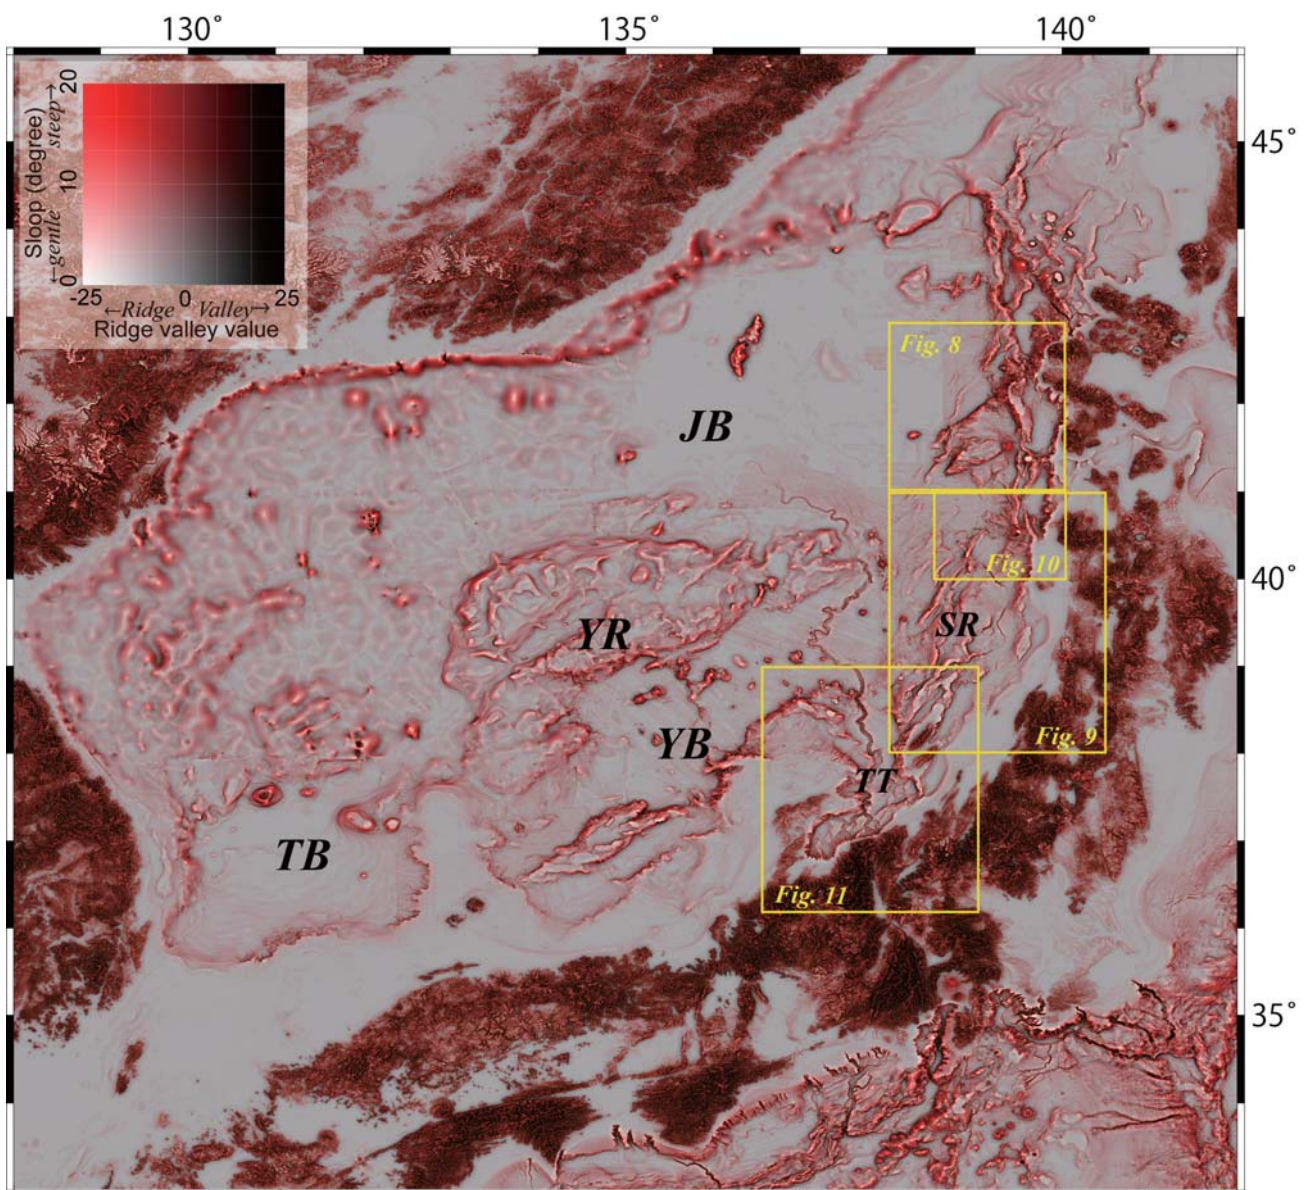 130° 135° 140°
20
Sloop (degree)
←gentle steep→
10
0
-25 0 25
←Ridge Valley→
Ridge valley value
45°
Fig. 8
JB
Fig. 10
40°
SR
YR
Fig. 9
YB
TT
TB
Fig. 11
35°